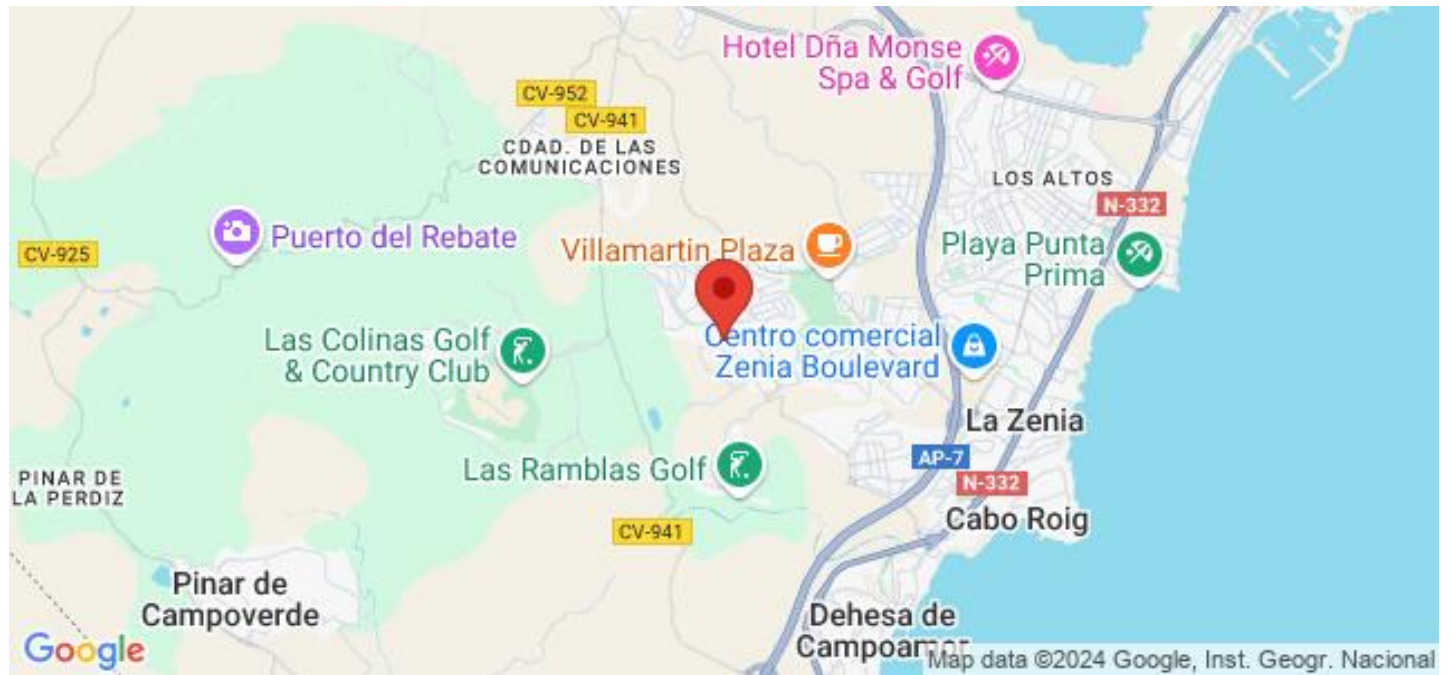 Hotel Dña Monse
Spa & Golf
CV-952
CV-941
CDAD. DE LAS
COMUNICACIONES
LOS ALTOS
N-332
Puerto del Rebate
Villamartin Plaza
Playa Punta
Prima
CV-925
Las Colinas Golf
& Country Club
Centro comercial
Zenia Boulevard
La Zenia
AP-7
Las Ramblas Golf
N-332
PINAR DE
LA PERDIZ
Cabo Roig
CV-941
Pinar de
Campoverde
Dehesa de
Campoamor
Google
Map data ©2024 Google, Inst. Geogr. Nacional